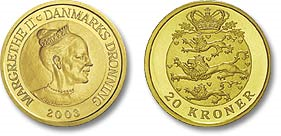 MARGRETHE II DANMARKS DRONNING
2003
20 KRONER